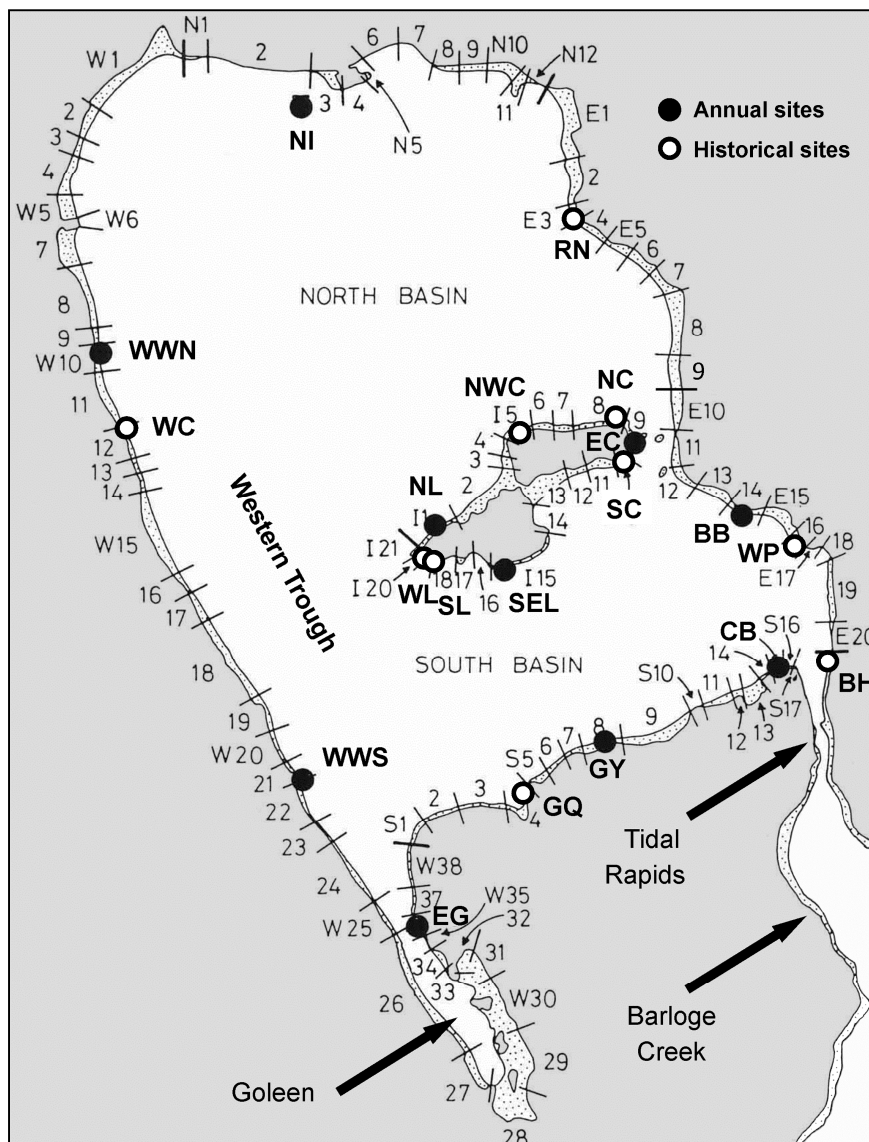 N1
W1
2
6
7
8
9
N10
N12
2
3
4
3
4
N5
11
E1
NI
Annual sites
Historical sites
W5
W6
7
2
E3
4
E5
RN
6
7
8
NORTH BASIN
8
9
W10
WWN
9
11
WC
NWC
NC
I5
6
7
8
9
E10
4
EC
12
3
11
13
NL
2
13
12
11
12
13
14
SC
14
E15
Western Trough
I1
14
BB
16
W15
I21
WP
18
I20
18
17
16
I15
E17
WL
SL
SEL
19
16
17
CB
S16
E20
SOUTH BASIN
14
18
S10
11
BH
S17
19
12
13
9
W20
8
7
6
WWS
S5
GY
21
22
3
2
GQ
S1
4
23
Tidal
Rapids
W38
24
37
W35
EG
32
W25
31
34
33
26
W30
Barloge
Creek
29
Goleen
27
28